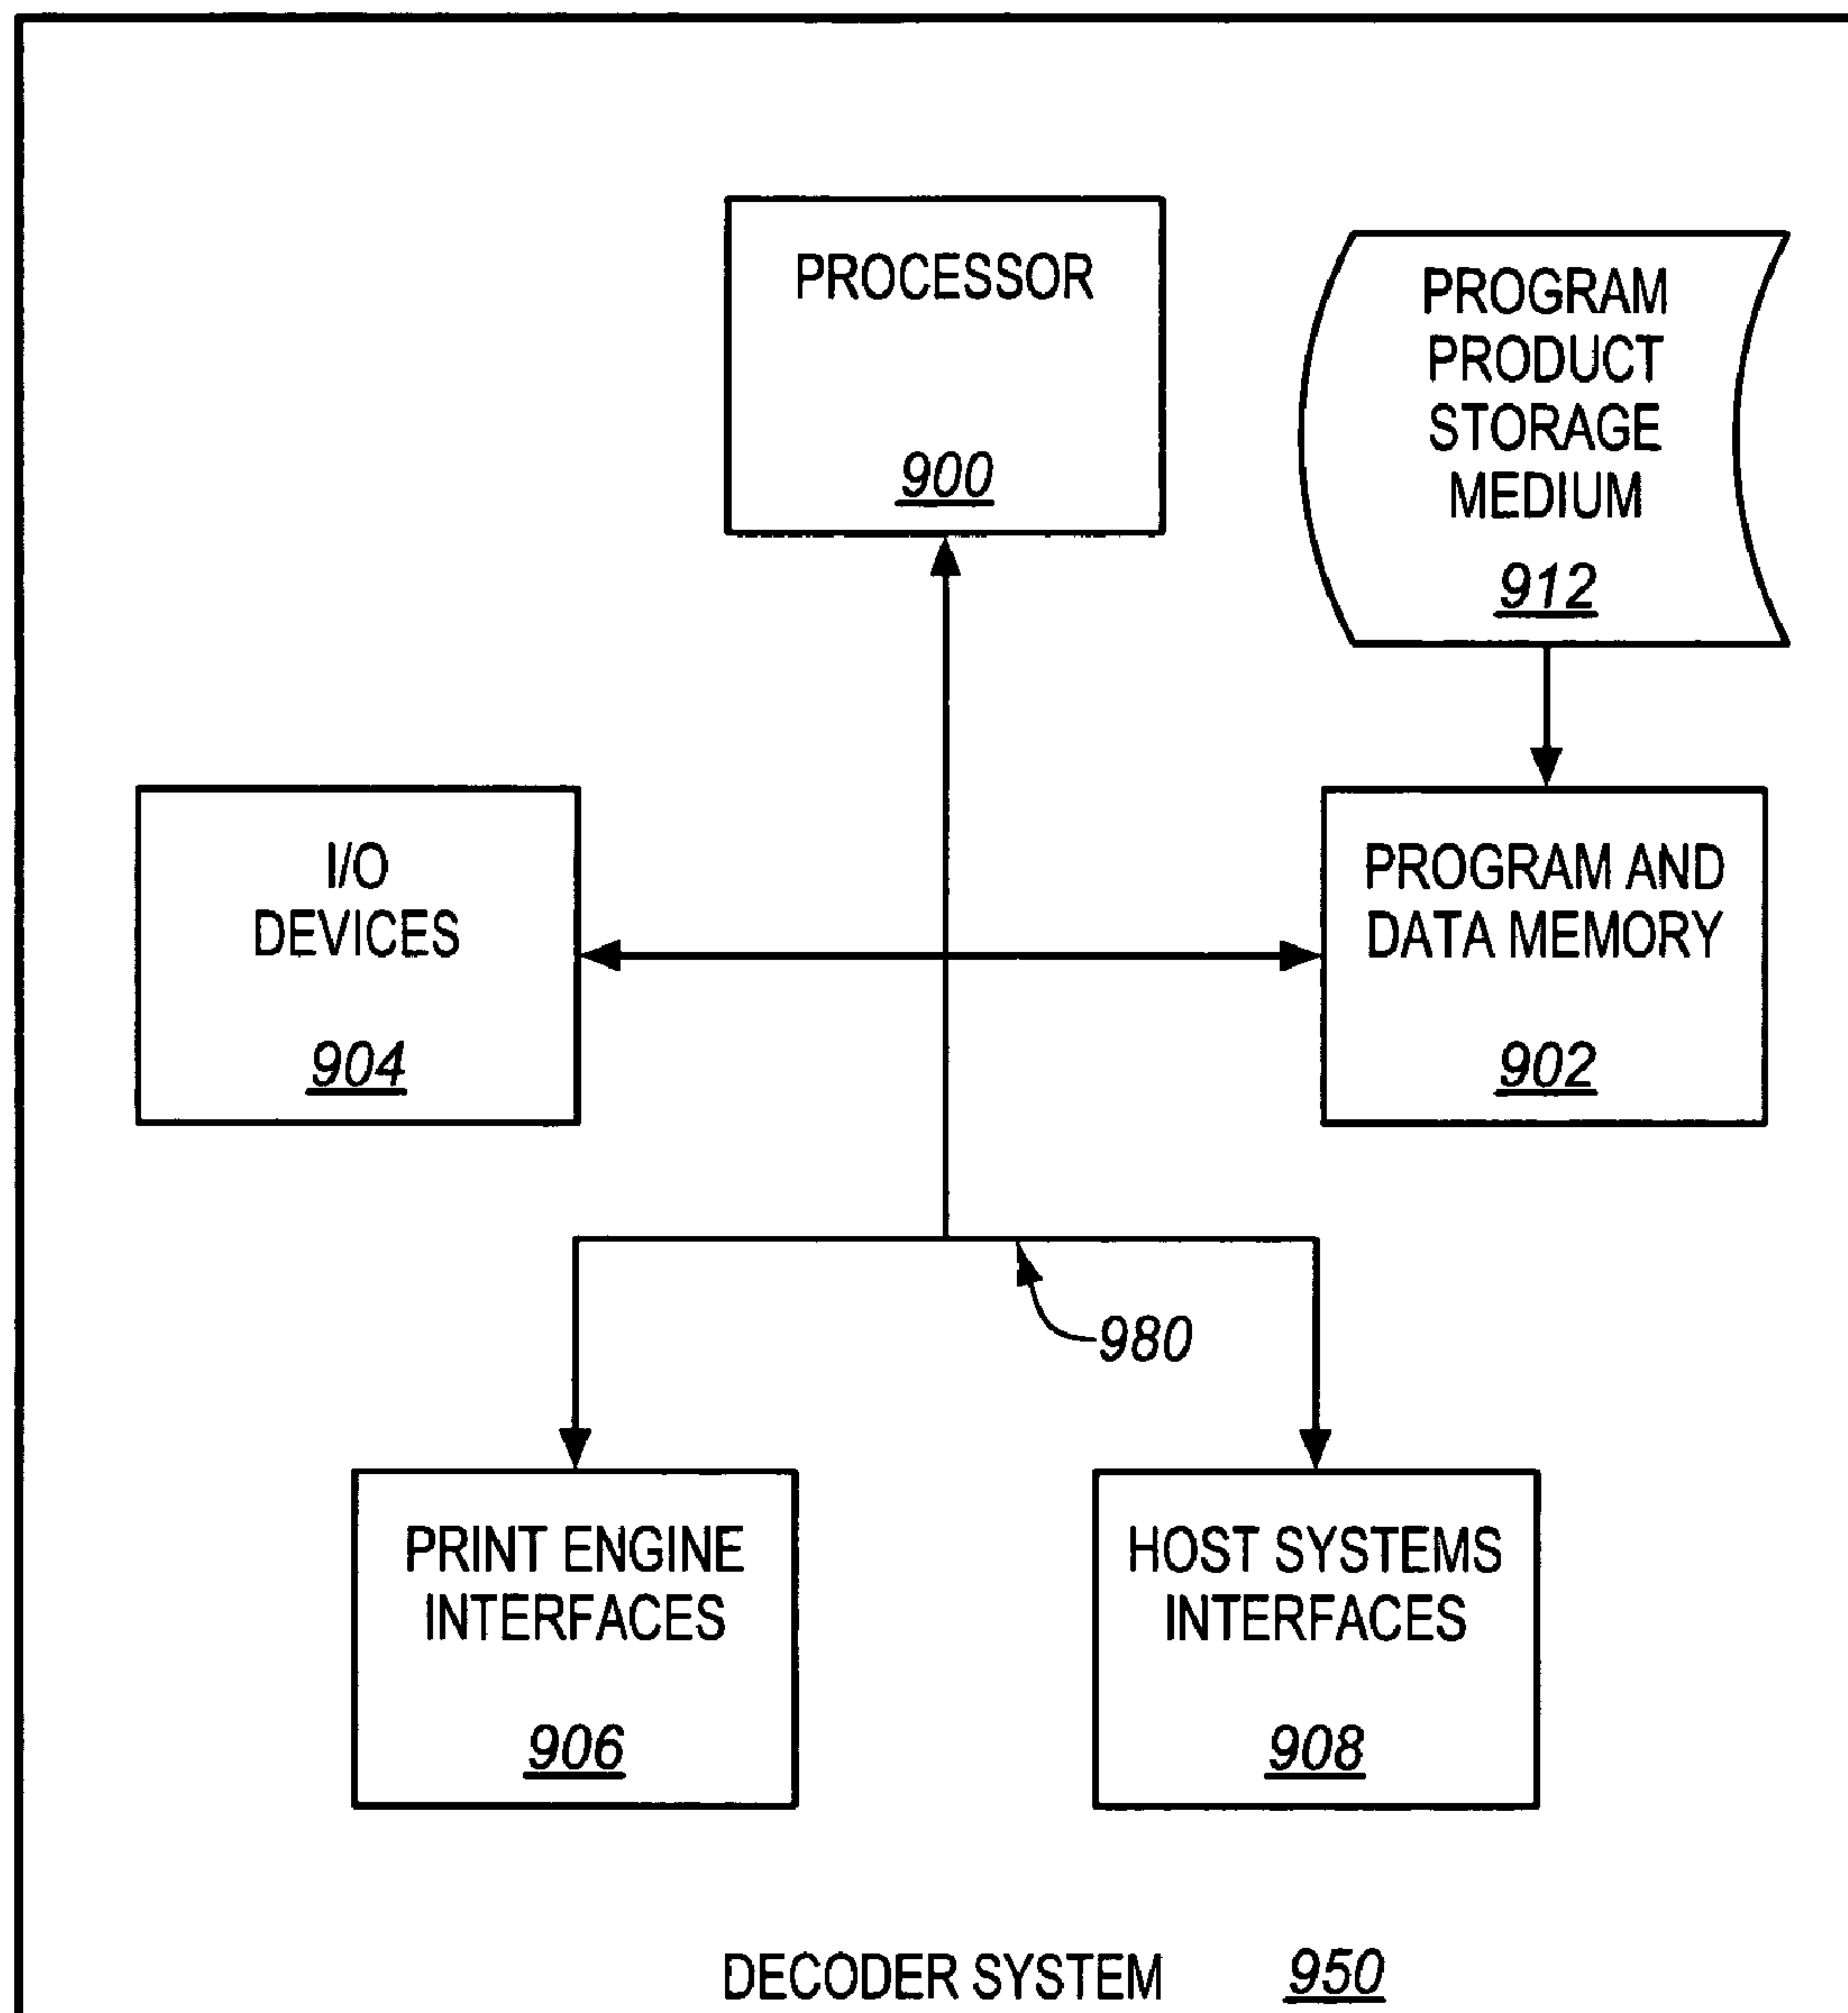 PROCESSOR
900
PROGRAM
PRODUCT
STORAGE
MEDIUM
912
I/O
DEVICES
904
PROGRAM AND
DATA MEMORY
902
980
PRINT ENGINE
INTERFACES
906
HOST SYSTEMS
INTERFACES
908
DECODER SYSTEM 950